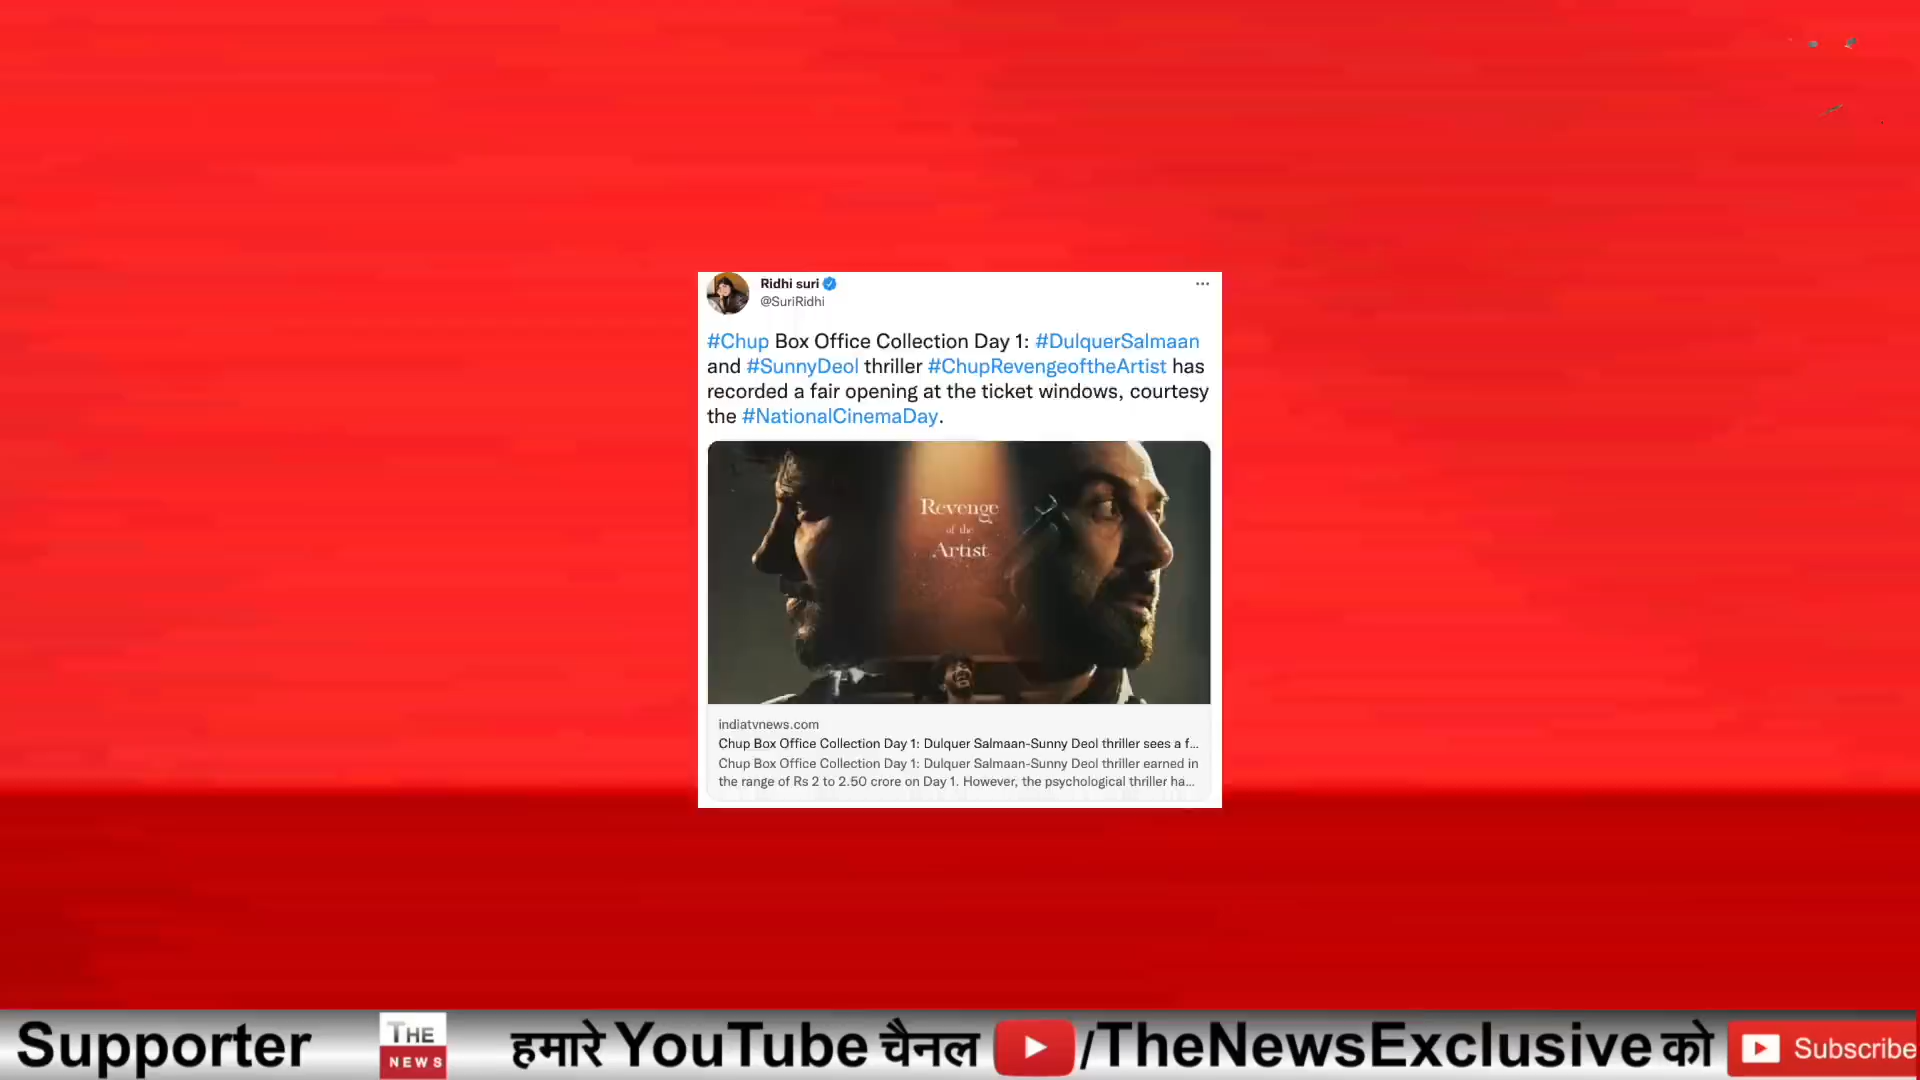 Ridhi suri
@SuriRidhi
#Chup Box Office Collection Day 1: #DulquerSalmaan
and #SunnyDeol thriller #ChupRevengeoftheArtist has
recorded a fair opening at the ticket windows, courtesy
the #NationalCinemaDay.
Revenge
of the
Artist
indiatvnews.com
Chup Box Office Collection Day 1: Dulquer Salmaan-Sunny Deol thriller sees a f...
Chup Box Office Collection Day 1: Dulquer Salmaan-Sunny Deol thriller earned in
the range of Rs 2 to 2.50 crore on Day 1. However, the psychological thriller ha...
Supporter THE NEWS हमारे YouTube चैनल /TheNewsExclusive को Subscribe